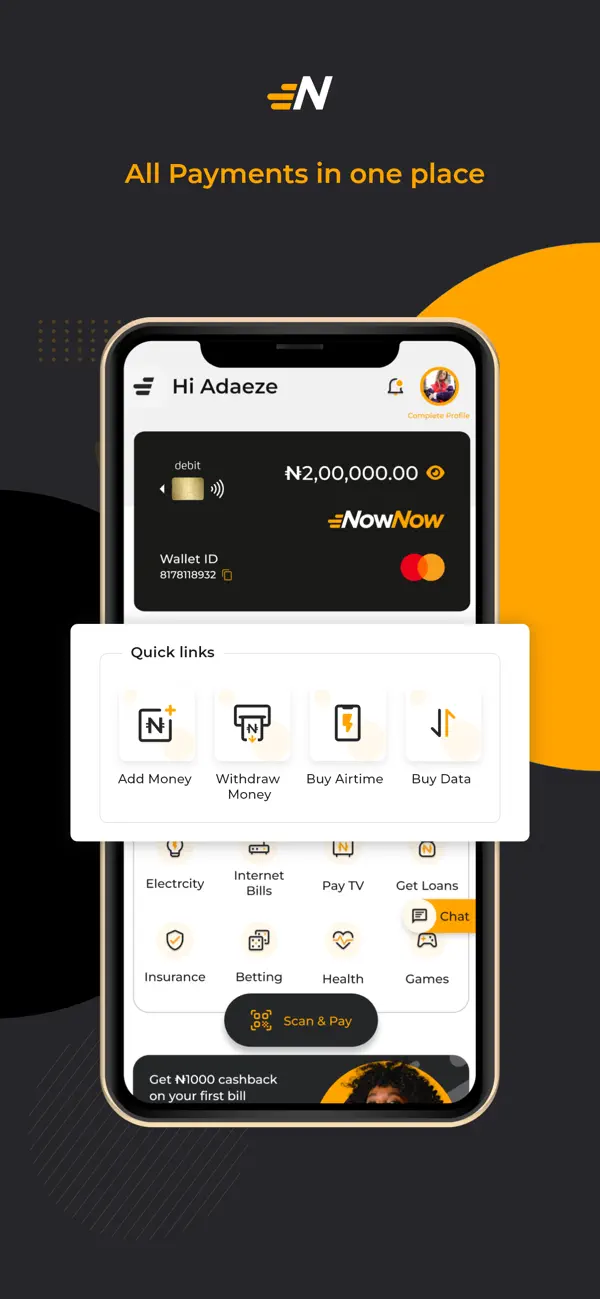 N
All Payments in one place
Hi Adaeze
Complete Profile
debit
₦2,00,000.00
NowNow
Wallet ID
8178118932
Quick links
Add Money
Withdraw
Money
Buy Airtime
Buy Data
Electrcity
Internet
Bills
Pay TV
Get Loans
Chat
Insurance
Betting
Health
Games
Scan & Pay
Get ₦1000 cashback
on your first bill